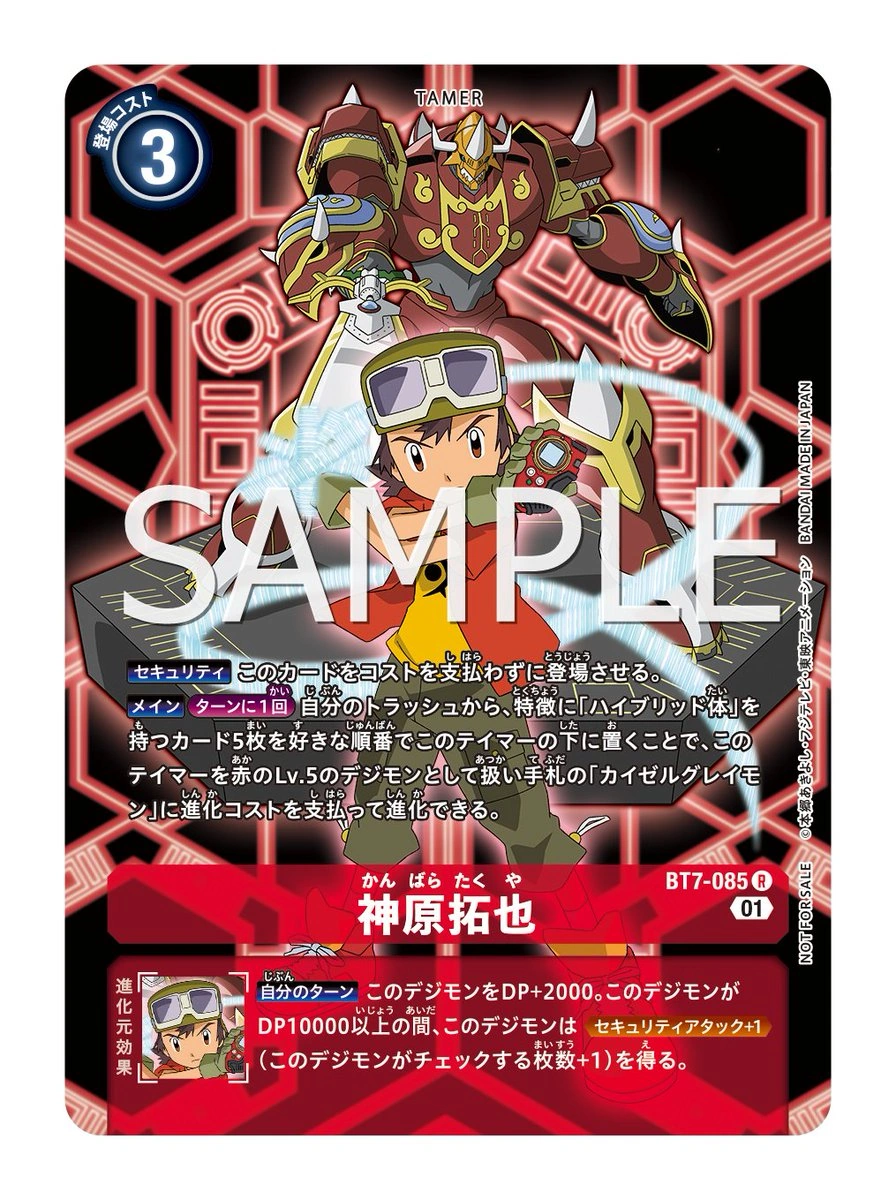 TAMER
登場コスト
3
SAMPLE
セキュリティ このカードをコストを支払わずに登場させる。
メイン ターンに1回 自分のトラッシュから、特徴に「ハイブリッド体」を
持つカード5枚を好きな順番でこのテイマーの下に置くことで、この
テイマーを赤のLv.5のデジモンとして扱い手札の「カイゼルグレイモ
ン」に進化コストを支払って進化できる。
かん ばら たく や
神原拓也
BT7-085 R
01
進化元効果
自分のターン このデジモンをDP+2000。このデジモンが
DP10000以上の間、このデジモンは セキュリティアタック+1
(このデジモンがチェックする枚数+1)を得る。
NOT FOR SALE ©本郷あきよし・フジテレビ・東映アニメーション BANDAI MADE IN JAPAN